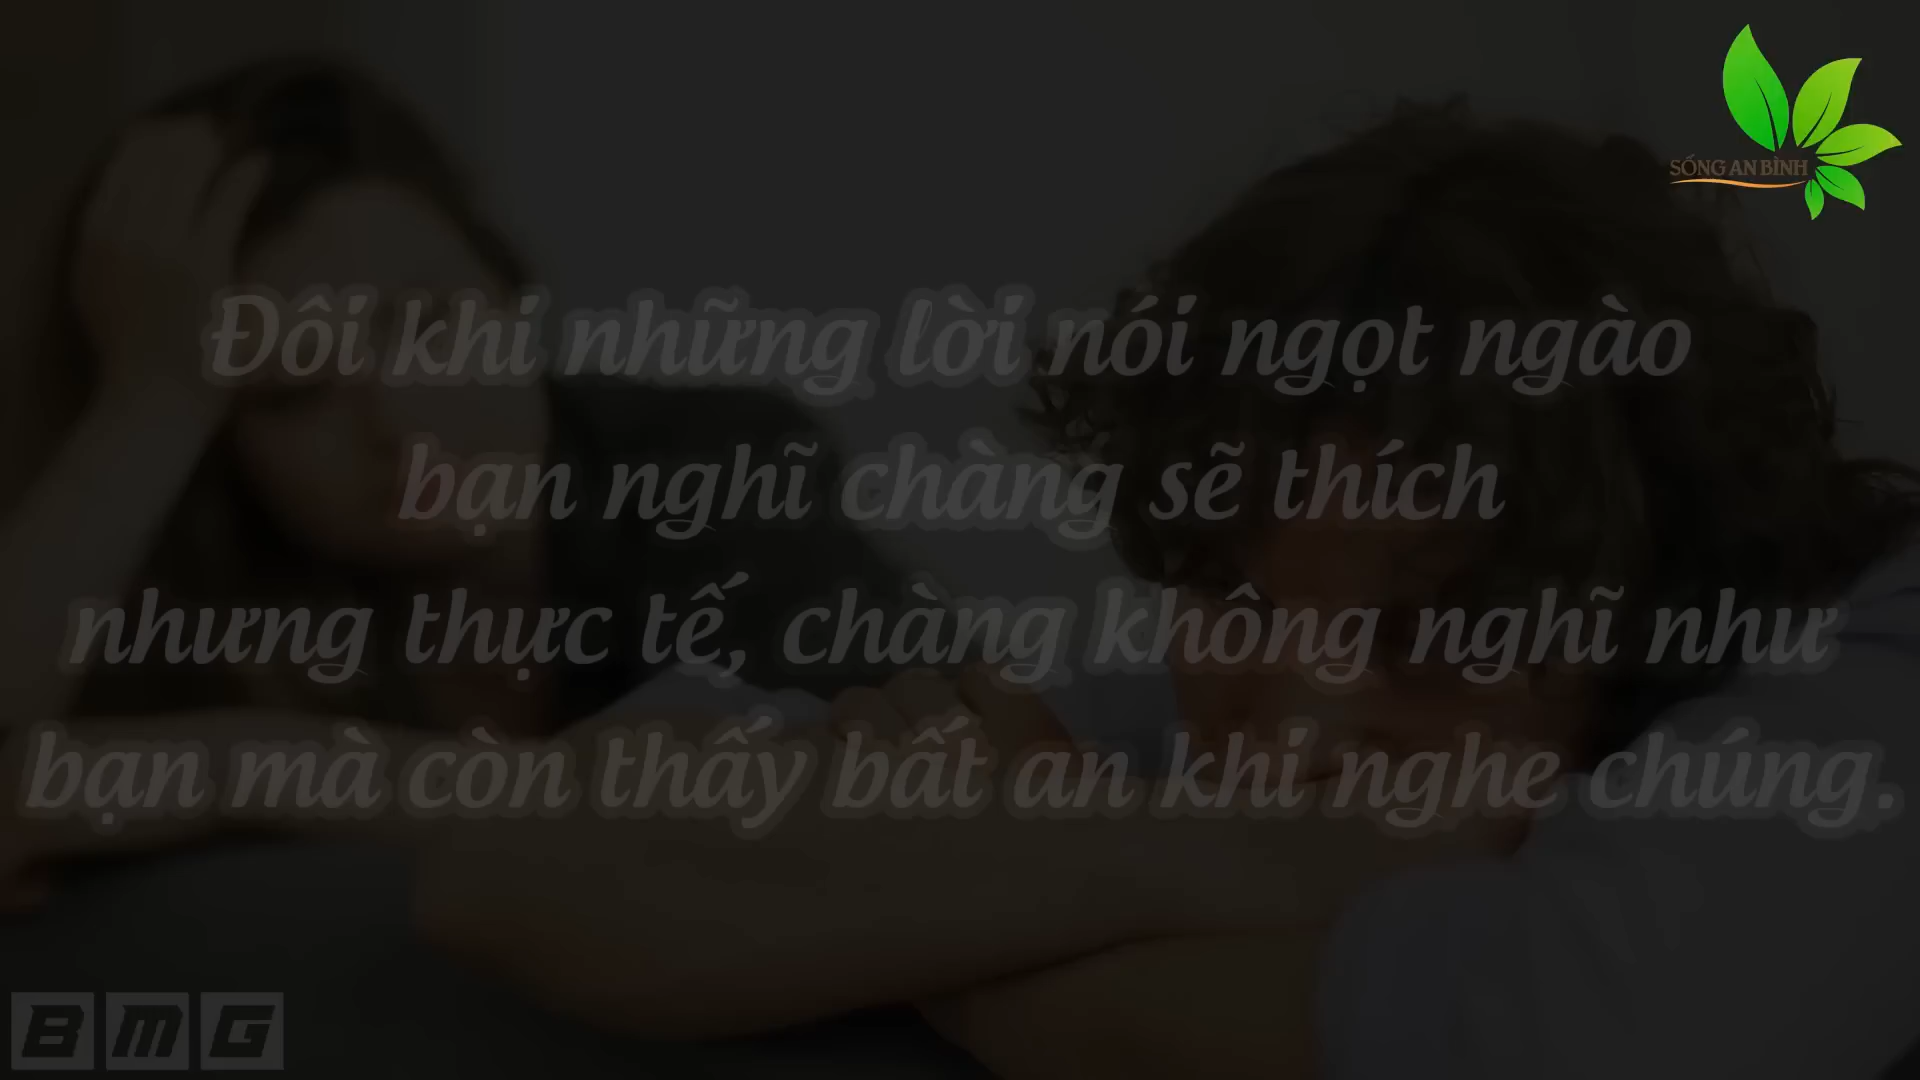 SỐNG AN BÌNH
Đôi khi những lời nói ngọt ngào
bạn nghĩ chàng sẽ thích
nhưng thực tế, chàng không nghĩ như
bạn mà còn thấy bất an khi nghe chúng.
BMG